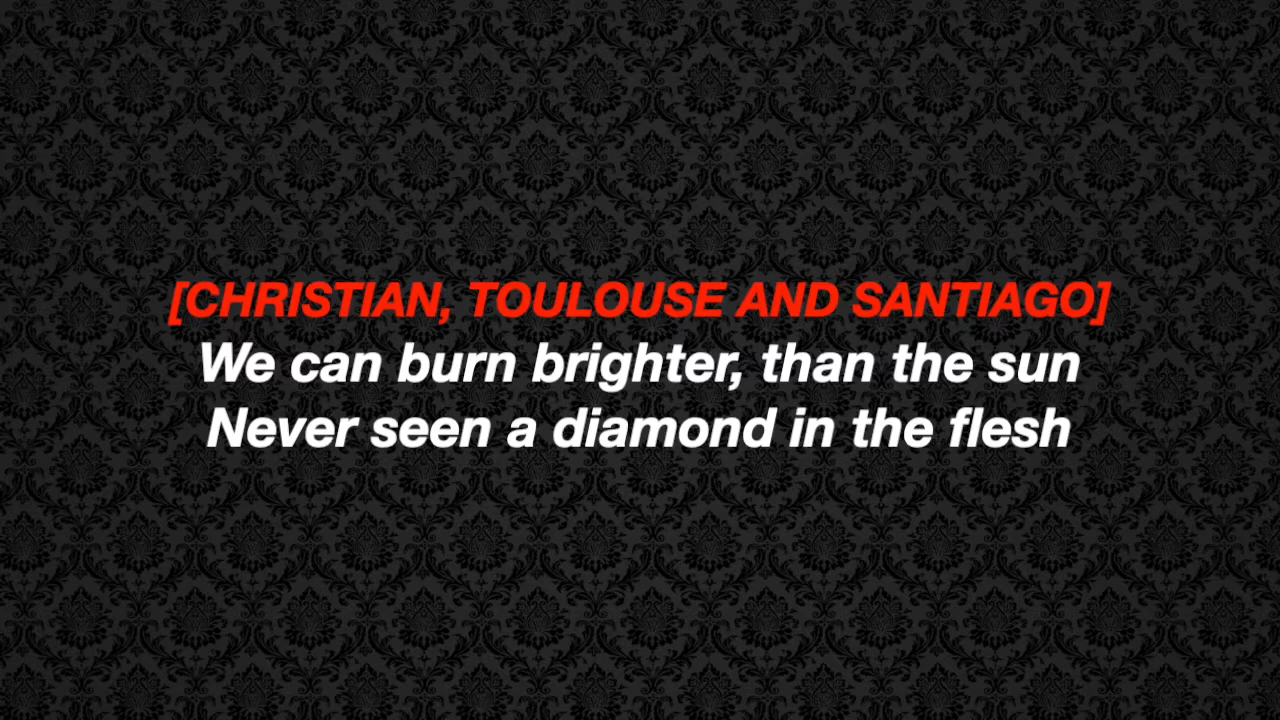 [CHRISTIAN, TOULOUSE AND SANTIAGO]
We can burn brighter, than the sun
Never seen a diamond in the flesh